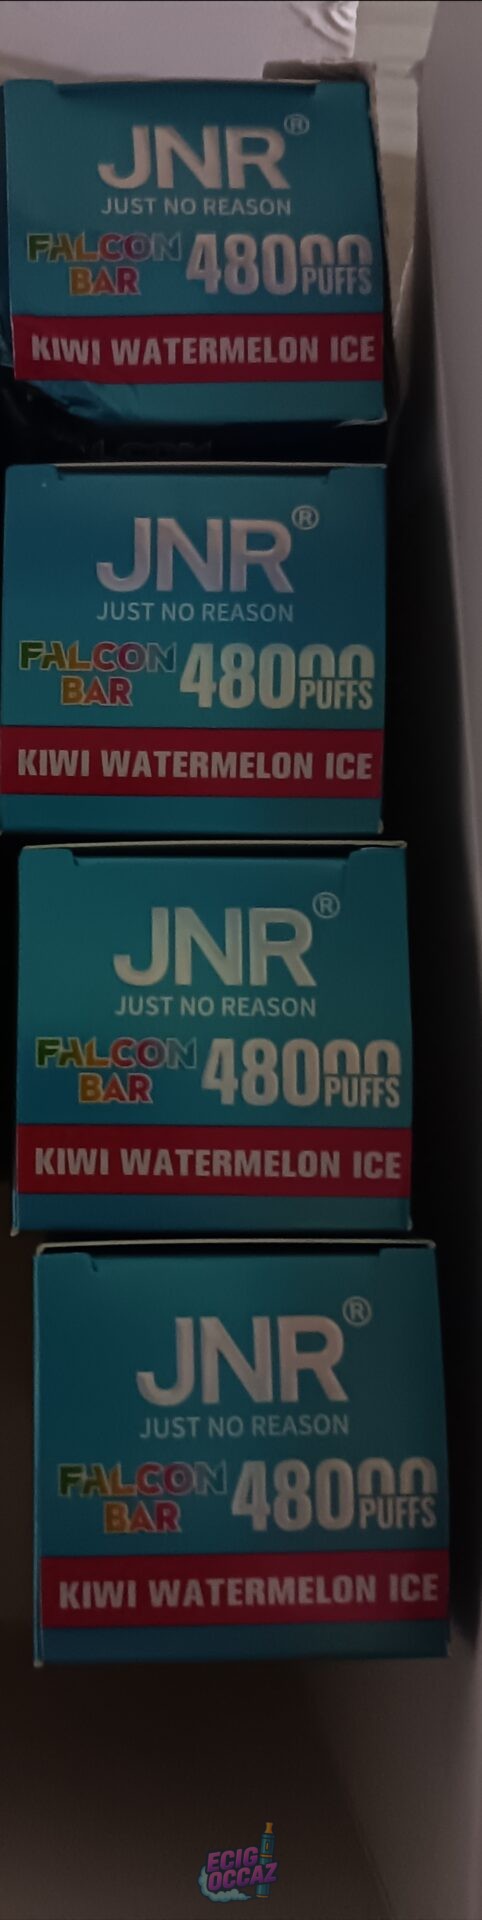 JNR®
JUST NO REASON
FALCON BAR 48000 PUFFS
KIWI WATERMELON ICE
JNR®
JUST NO REASON
FALCON BAR 48000 PUFFS
KIWI WATERMELON ICE
JNR®
JUST NO REASON
FALCON BAR 48000 PUFFS
KIWI WATERMELON ICE
JNR®
JUST NO REASON
FALCON BAR 48000 PUFFS
KIWI WATERMELON ICE
ECIG
OCCAZ